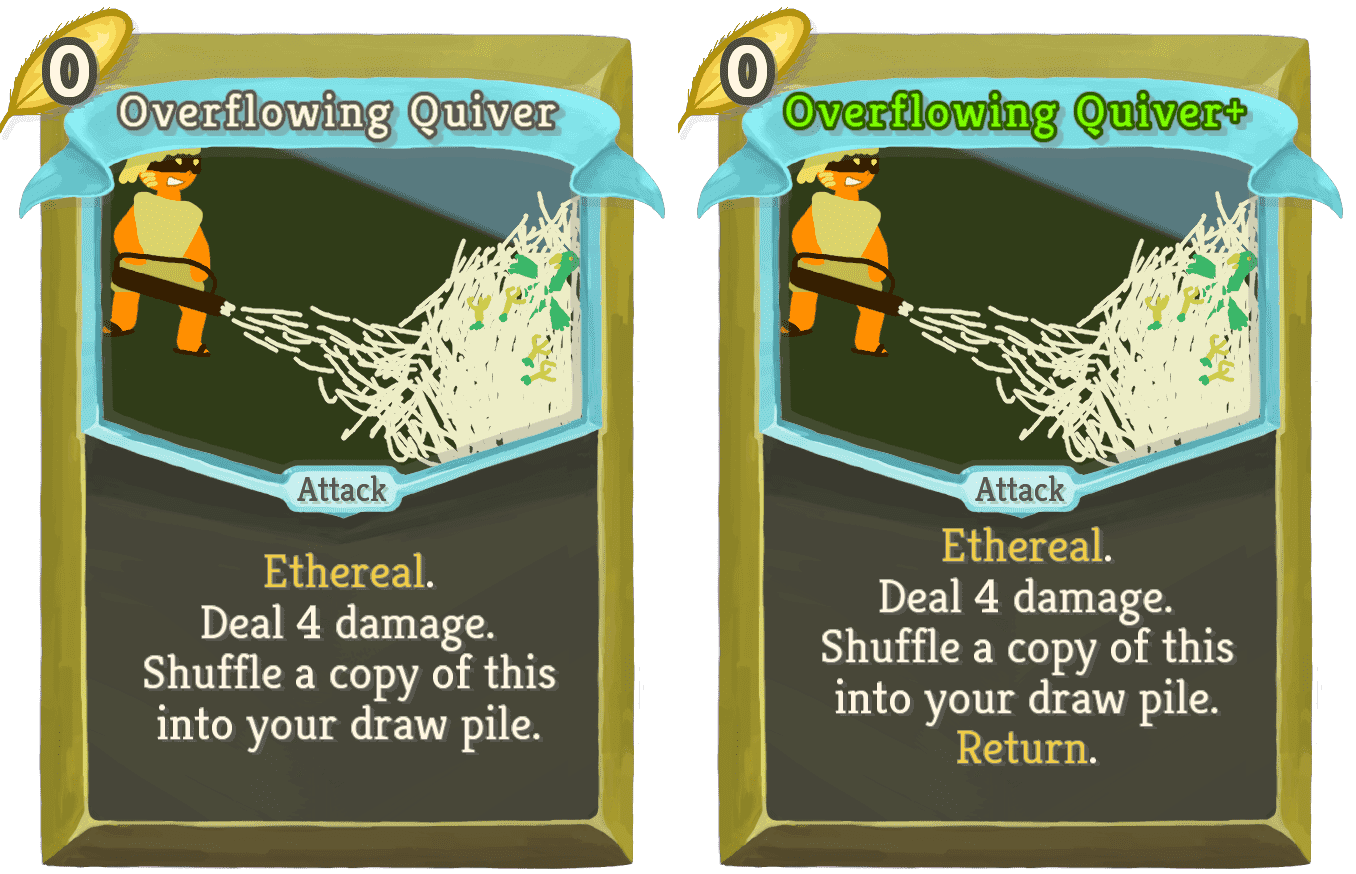 0
Overflowing Quiver
Attack
Ethereal.
Deal 4 damage.
Shuffle a copy of this
into your draw pile.
0
Overflowing Quiver+
Attack
Ethereal.
Deal 4 damage.
Shuffle a copy of this
into your draw pile.
Return.